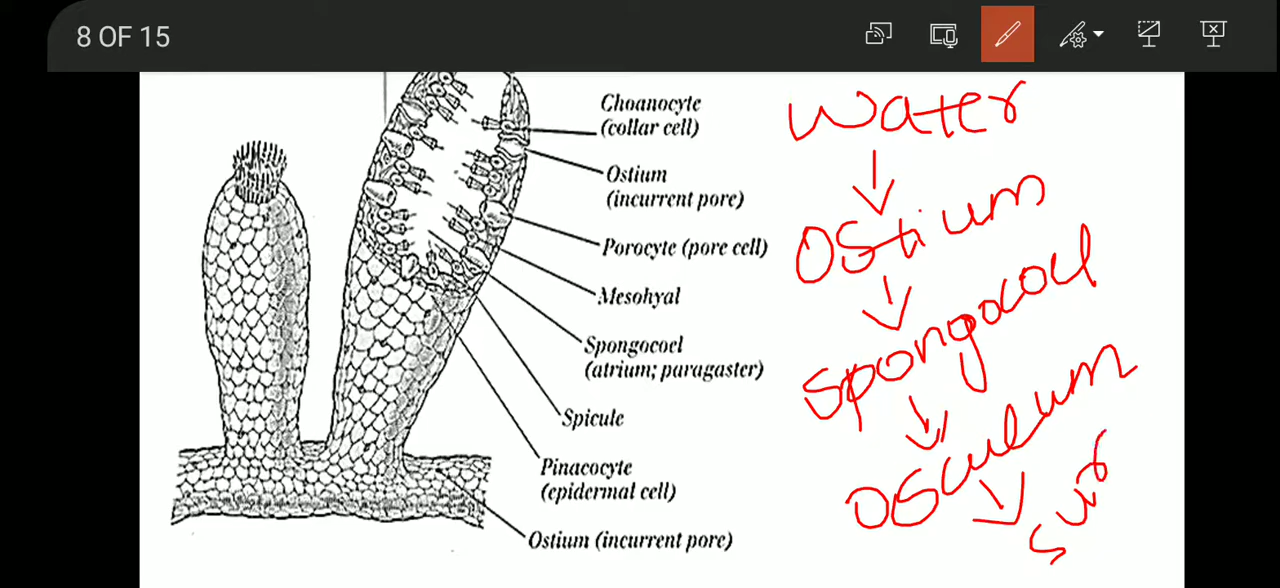 8 OF 15
Choanocyte
(collar cell)
Ostium
(incurrent pore)
Porocyte (pore cell)
Mesohyal
Spongocoel
(atrium; paragaster)
Spicule
Pinacocyte
(epidermal cell)
Ostium (incurrent pore)
Water
Ostium
Spongocoel
Osculum